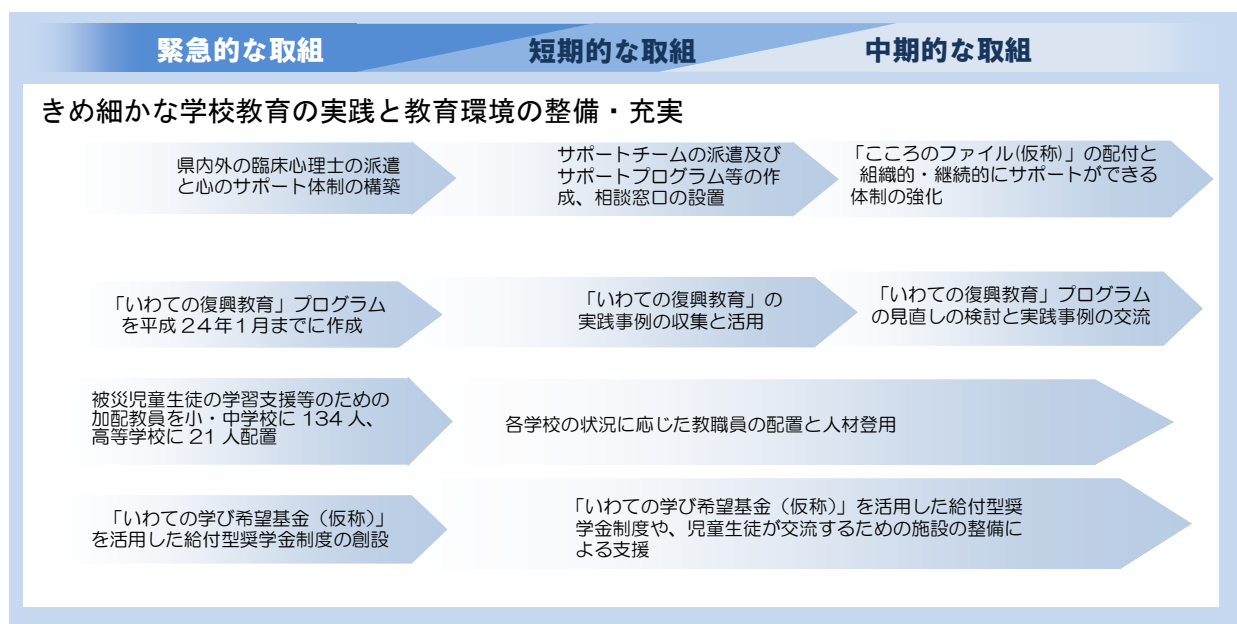 緊急的な取組
短期的な取組
中期的な取組
きめ細かな学校教育の実践と教育環境の整備・充実
県内外の臨床心理士の派遣
と心のサポート体制の構築
サポートチームの派遣及び
サポートプログラム等の作
成、相談窓口の設置
「こころのファイル(仮称)」の配付と
組織的・継続的にサポートができる
体制の強化
「いわての復興教育」プログラム
を平成24年1月までに作成
「いわての復興教育」の
実践事例の収集と活用
「いわての復興教育」プログラム
の見直しの検討と実践事例の交流
被災児童生徒の学習支援等のための
加配教員を小・中学校に 134 人、
高等学校に 21 人配置
各学校の状況に応じた教職員の配置と人材登用
「いわての学び希望基金（仮称）」
を活用した給付型奨学金制度の創設
「いわての学び希望基金（仮称）」を活用した給付型奨
学金制度や、児童生徒が交流するための施設の整備に
よる支援